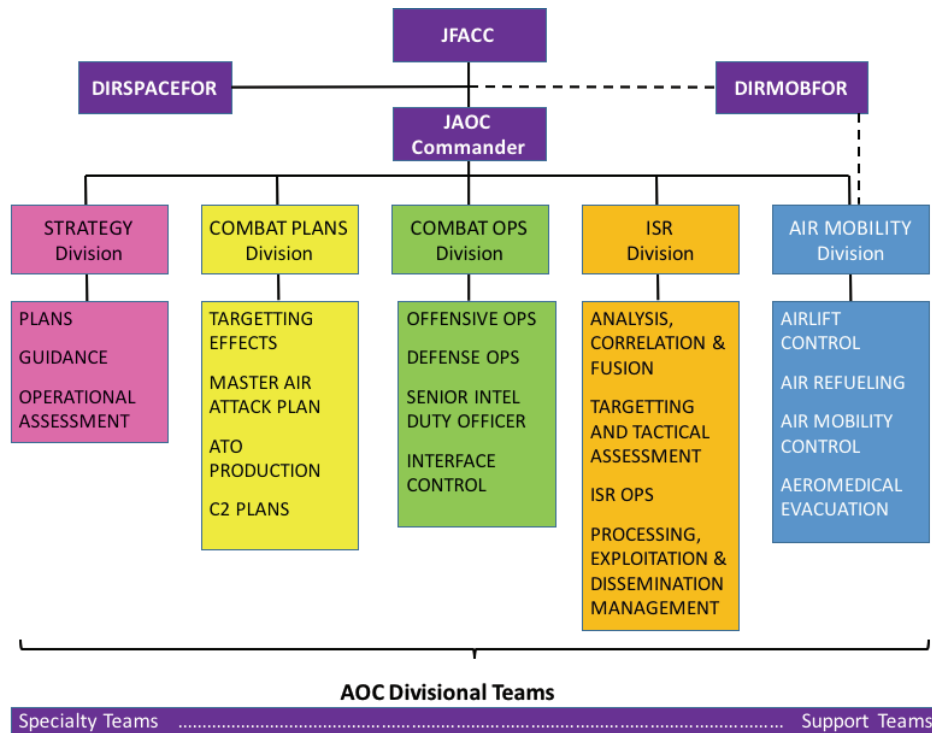 JFACC
DIRSPACEFOR
DIRMOBFOR
JAOC
Commander
STRATEGY
Division
COMBAT PLANS
Division
COMBAT OPS
Division
ISR
Division
AIR MOBILITY
Division
PLANS
GUIDANCE
OPERATIONAL
ASSESSMENT
TARGETTING
EFFECTS
MASTER AIR
ATTACK PLAN
ATO
PRODUCTION
C2 PLANS
OFFENSIVE OPS
DEFENSE OPS
SENIOR INTEL
DUTY OFFICER
INTERFACE
CONTROL
ANALYSIS,
CORRELATION &
FUSION
TARGETTING
AND TACTICAL
ASSESSMENT
ISR OPS
PROCESSING,
EXPLOITATION &
DISSEMINATION
MANAGEMENT
AIRLIFT
CONTROL
AIR REFUELING
AIR MOBILITY
CONTROL
AEROMEDICAL
EVACUATION
AOC Divisional Teams
Specialty Teams ........................................................................................................ Support Teams